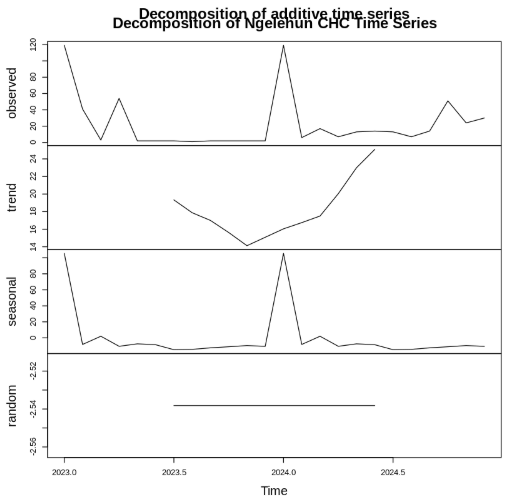 Decomposition of additive time series
Decomposition of Ngelehun CHC Time Series
observed
0 20 40 60 80 120
trend
14 16 18 20 22 24
seasonal
0 20 40 60 80
random
-2.56 -2.54 -2.52
2023.0 2023.5 2024.0 2024.5
Time